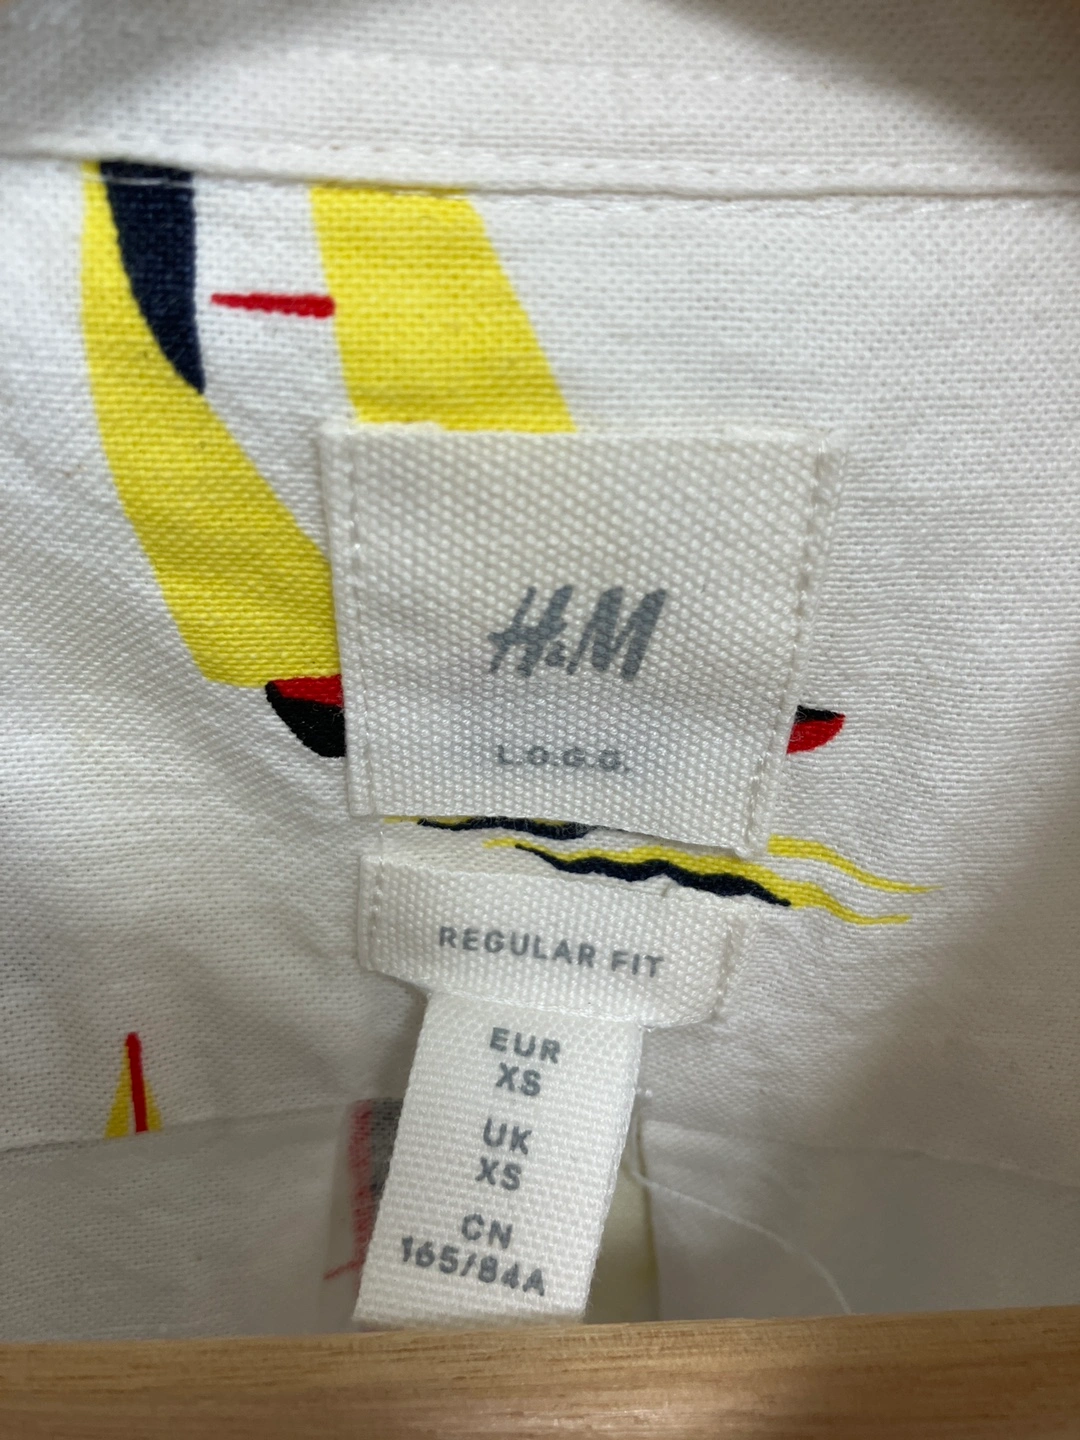 H&M
L.O.G.G.
REGULAR FIT
EUR
XS
UK
XS
CN
165/84A